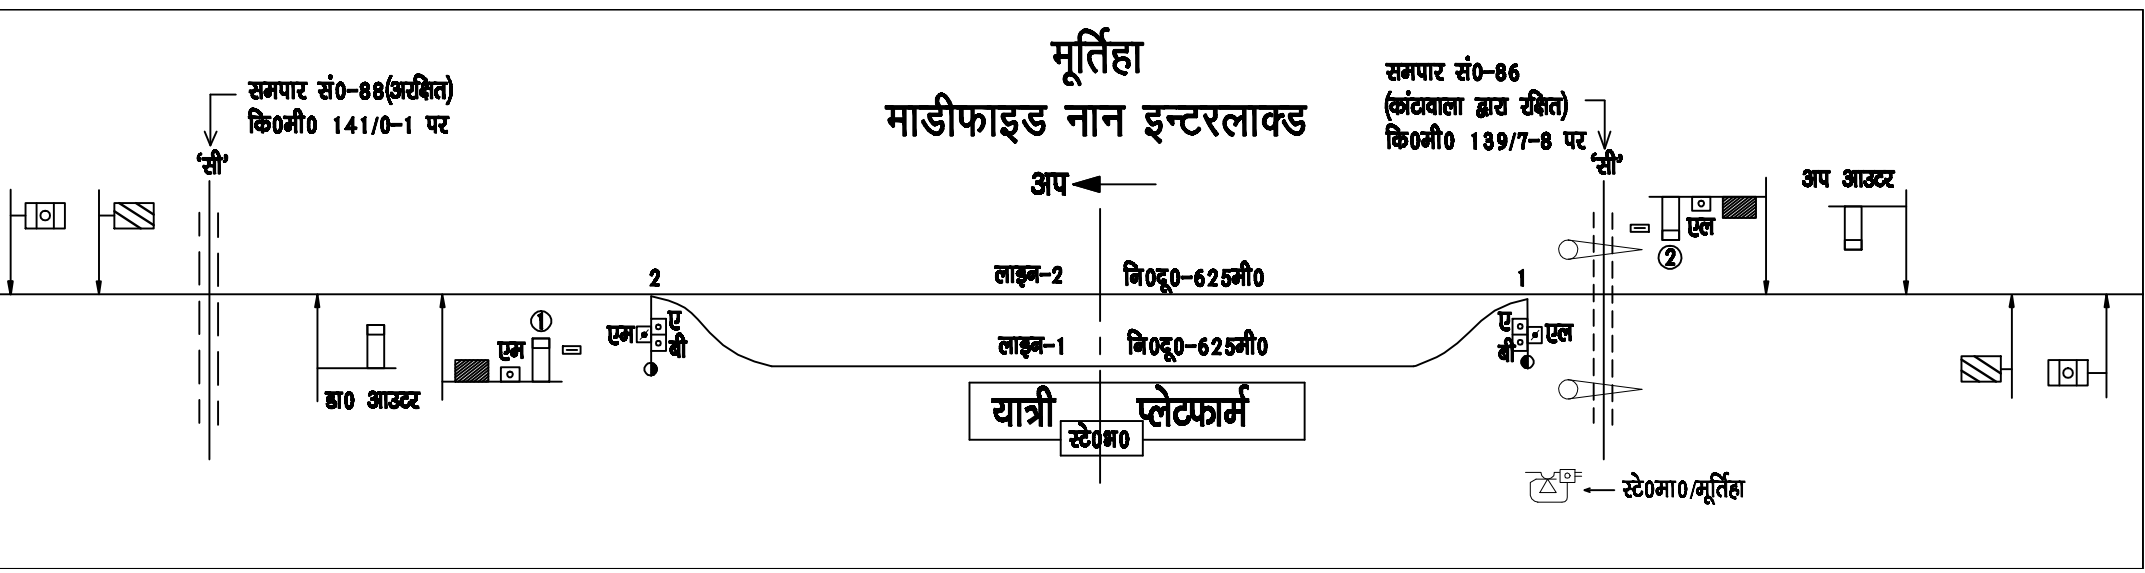 मूर्तिहा
माडीफाइड नान इन्टरलाक्ड
समपार सं0-88(अरक्षित)
कि0मी0 141/0-1 पर
'सी'
समपार सं0-86
(कांटावाला द्वारा रक्षित)
कि0मी0 139/7-8 पर
'सी'
अप
अप आउटर
एल
2
2
लाइन-2
नि0दू0-625मी0
1
1
एम
एम
ए
बी
लाइन-1
नि0दू0-625मी0
ए
बी
एल
डा0 आउटर
यात्री प्लेटफार्म
स्टे0भ0
स्टे0मा0/मूर्तिहा